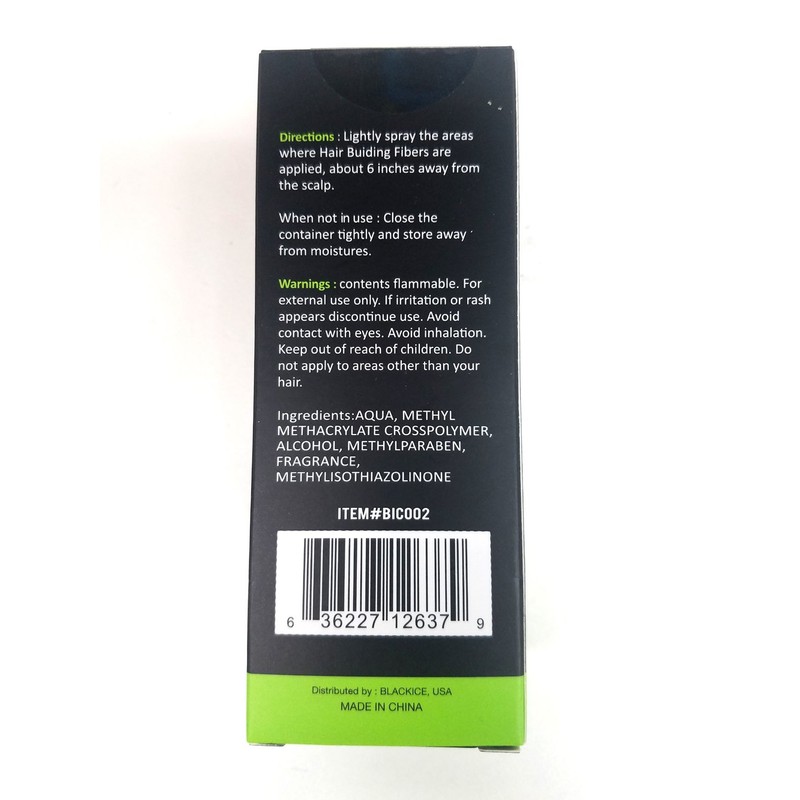 Directions : Lightly spray the areas
where Hair Buiding Fibers are
applied, about 6 inches away from
the scalp.
When not in use : Close the
container tightly and store away
from moistures.
Warnings : contents flammable. For
external use only. If irritation or rash
appears discontinue use. Avoid
contact with eyes. Avoid inhalation.
Keep out of reach of children. Do
not apply to areas other than your
hair.
Ingredients:AQUA, METHYL
METHACRYLATE CROSSPOLYMER,
ALCOHOL, METHYLPARABEN,
FRAGRANCE,
METHYLISOTHIAZOLINONE
ITEM#BIC002
6 36227 12637 9
Distributed by : BLACKICE, USA
MADE IN CHINA